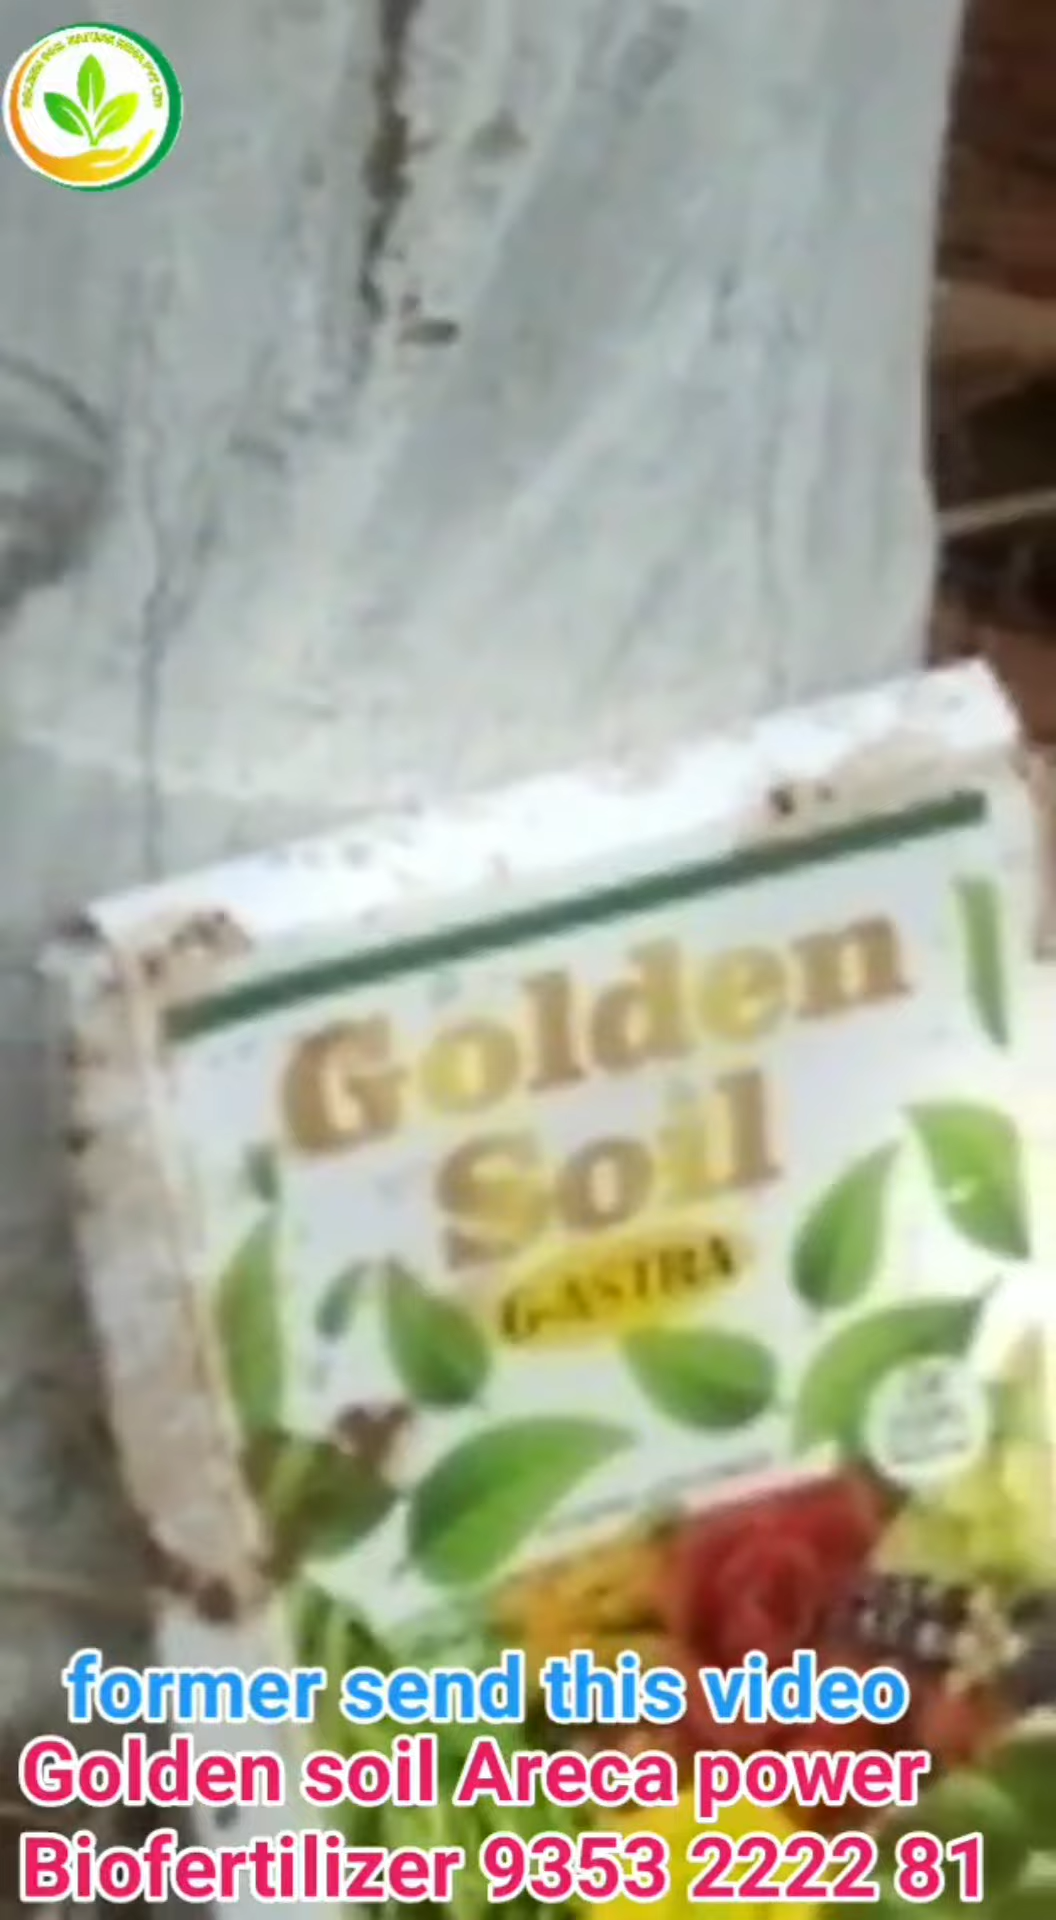 Golden
Soil
G-ASTRA
former send this video
Golden soil Areca power
Biofertilizer 9353 2222 81